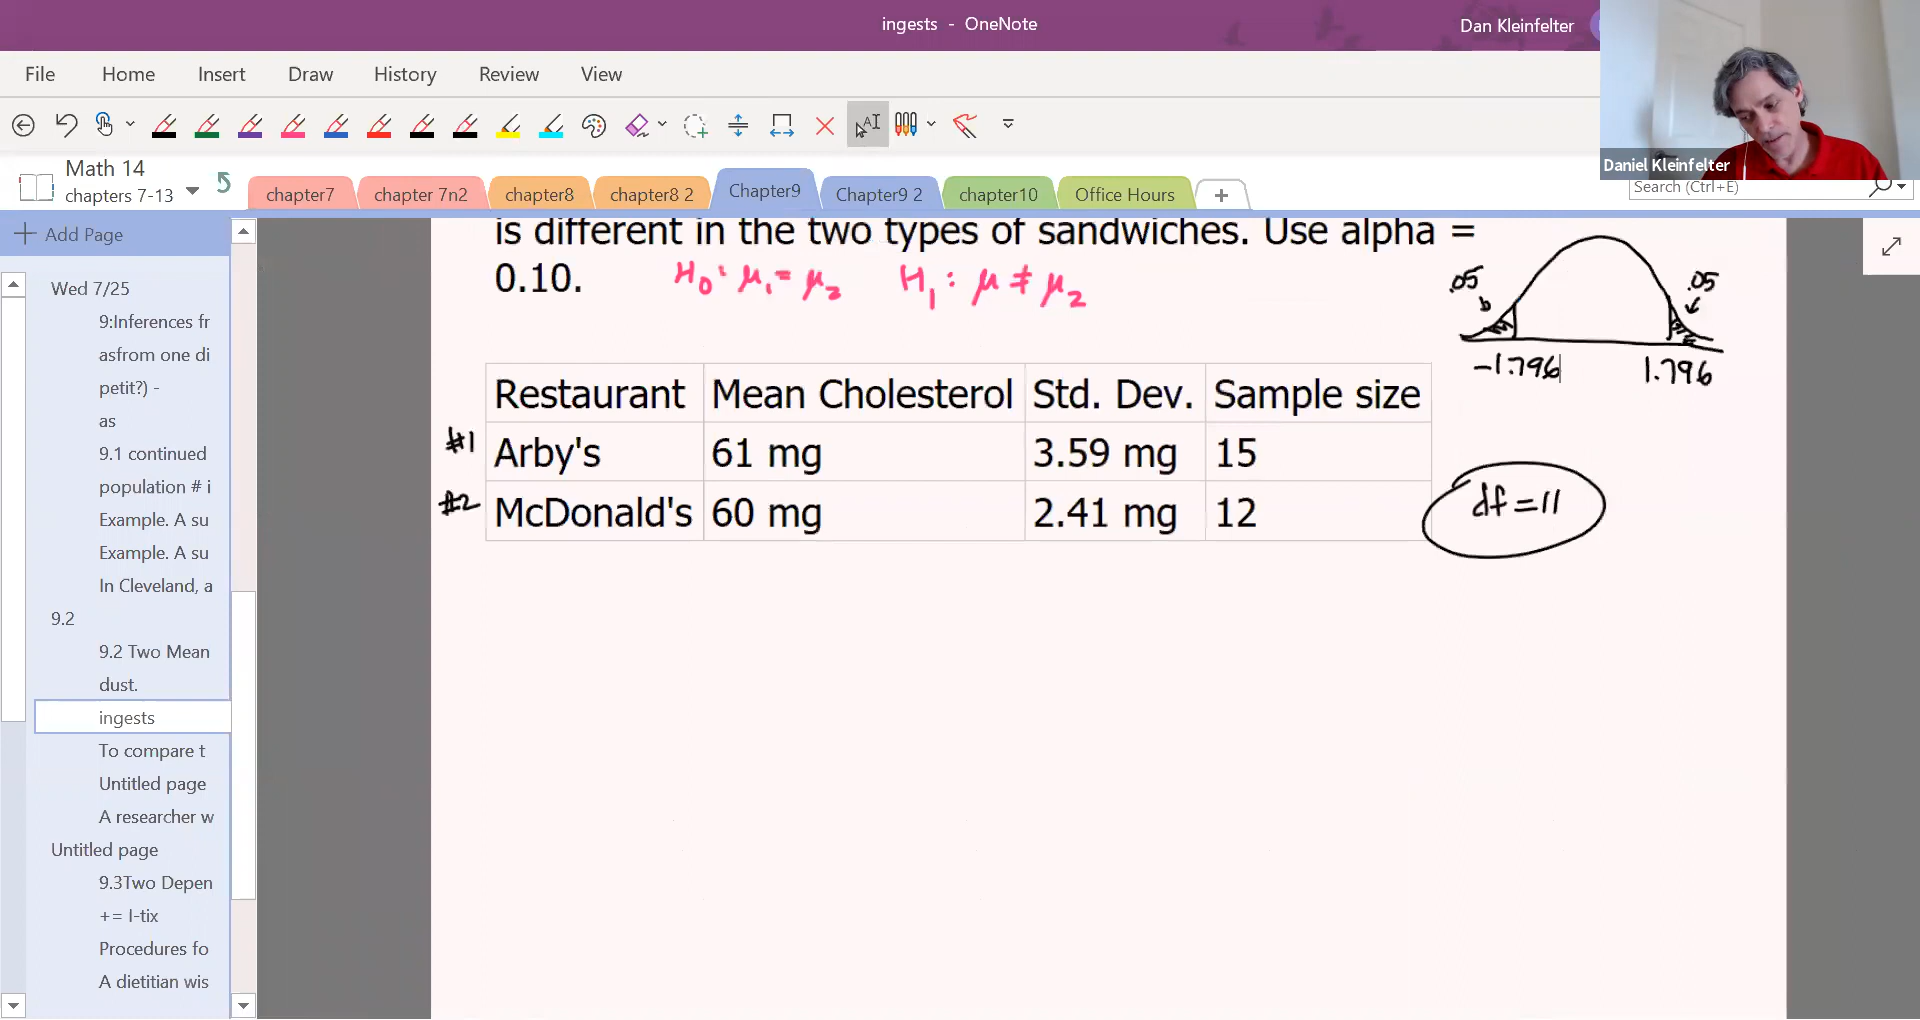 ingests - OneNote
Dan Kleinfelter
File Home Insert Draw History Review View
Daniel Kleinfelter
Math 14
chapters 7-13
chapter7 chapter 7n2 chapter8 chapter8 2 Chapter9 Chapter9 2 chapter10 Office Hours
Search (Ctrl+E)
Add Page
Wed 7/25
9:Inferences fr
asfrom one di
petit?) -
as
9.1 continued
population # i
Example. A su
Example. A su
In Cleveland, a
9.2
9.2 Two Mean
dust.
ingests
To compare t
Untitled page
A researcher w
Untitled page
9.3Two Depen
+= I-tix
Procedures fo
A dietitian wis
is different in the two types of sandwiches. Use alpha =
0.10. H₀: μ₁ = μ₂ H₁: μ ≠ μ₂
.05 .05
-1.796 1.796
Restaurant Mean Cholesterol Std. Dev. Sample size
#1 Arby's 61 mg 3.59 mg 15
#2 McDonald's 60 mg 2.41 mg 12
df = 11